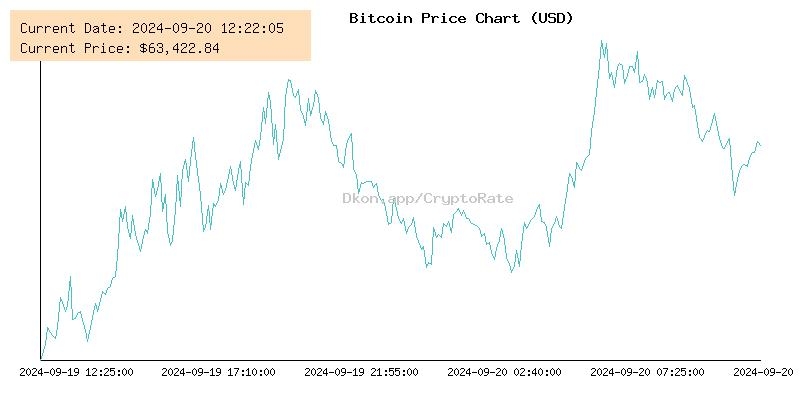 Bitcoin Price Chart (USD)
Current Date: 2024-09-20 12:22:05
Current Price: $63,422.84
Dkon.app/CryptoRate
2024-09-19 12:25:00 2024-09-19 17:10:00 2024-09-19 21:55:00 2024-09-20 02:40:00 2024-09-20 07:25:00 2024-09-20